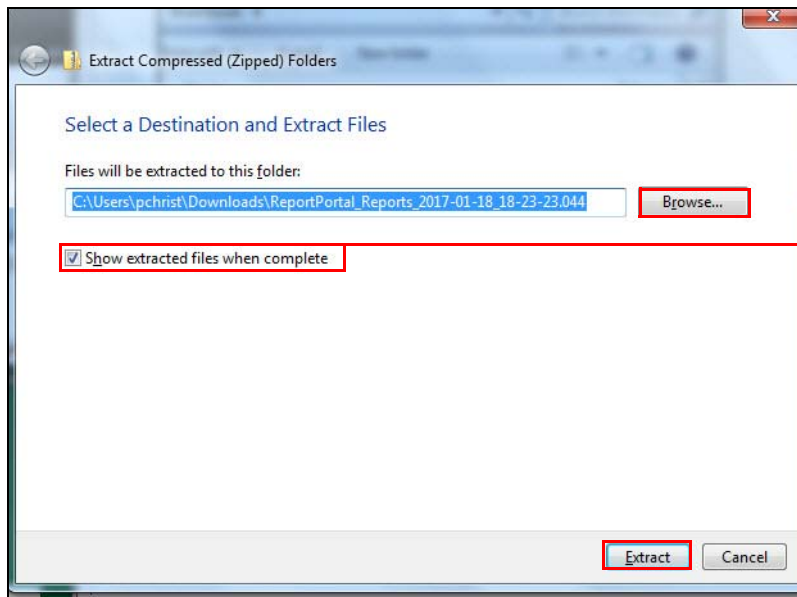 Extract Compressed (Zipped) Folders
Select a Destination and Extract Files
Files will be extracted to this folder:
C:\Users\pchrist\Downloads\ReportPortal_Reports_2017-01-18_18-23-23.044
Browse...
Show extracted files when complete
Extract
Cancel